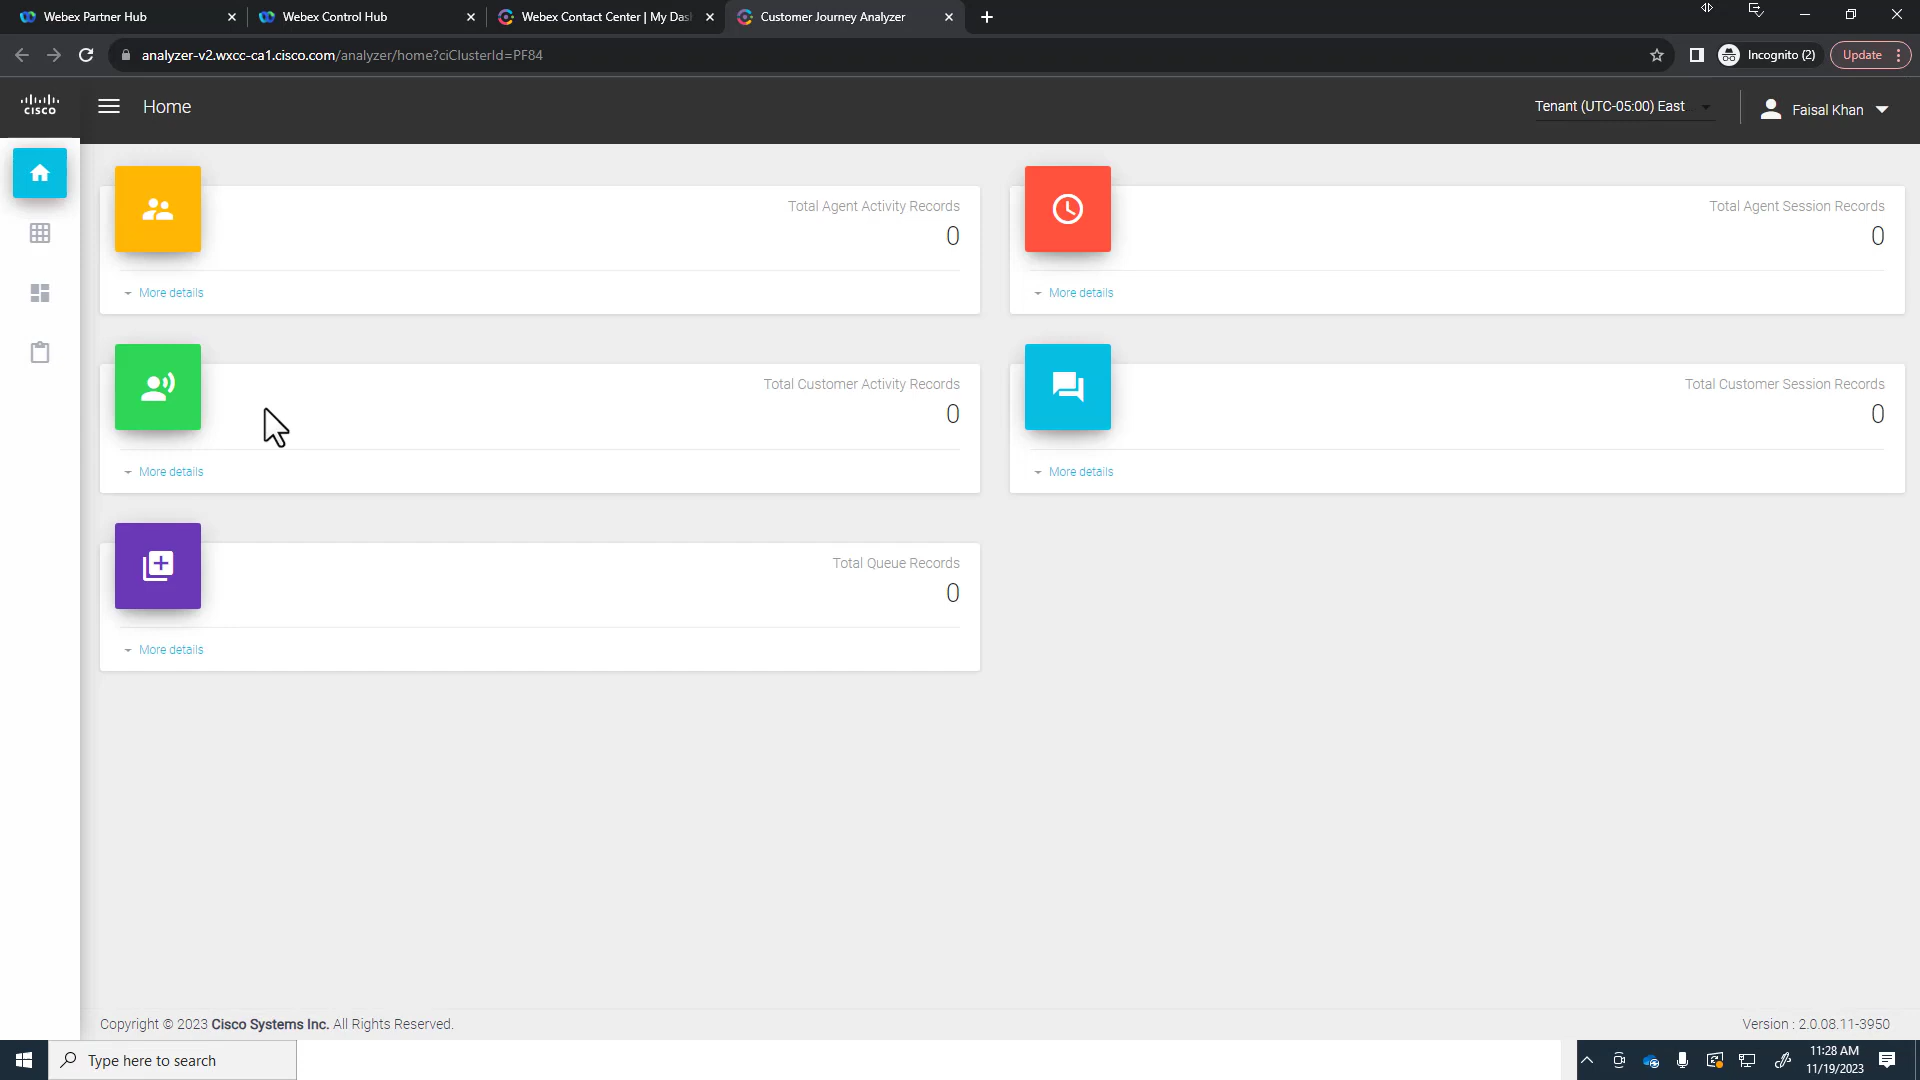 Webex Partner Hub
Webex Control Hub
Webex Contact Center | My Das
Customer Journey Analyzer
analyzer-v2.wxcc-ca1.cisco.com/analyzer/home?ciClusterId=PF84
Incognito (2)
Update
CISCO
Home
Tenant (UTC-05:00) East
Faisal Khan
Total Agent Activity Records
0
More details
Total Agent Session Records
0
More details
Total Customer Activity Records
0
More details
Total Customer Session Records
0
More details
Total Queue Records
0
More details
Copyright © 2023 Cisco Systems Inc. All Rights Reserved.
Version : 2.0.08.11-3950
Type here to search
11:28 AM
11/19/2023